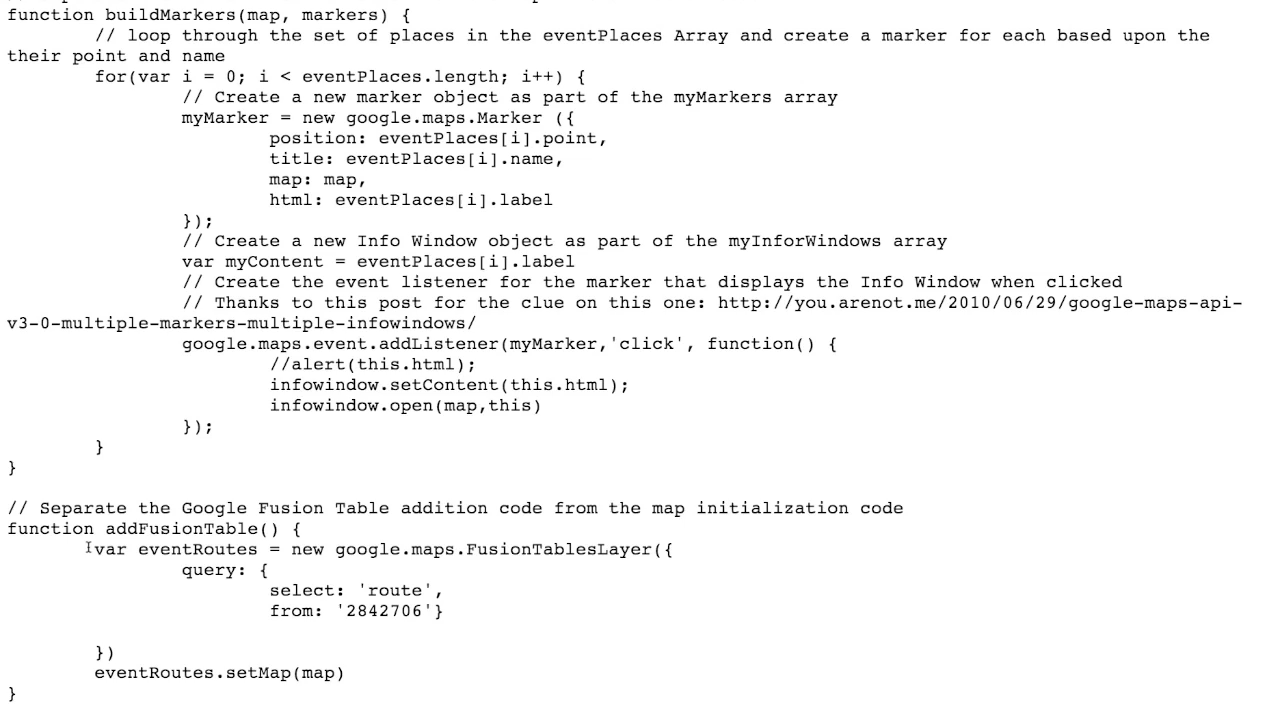 function buildMarkers(map, markers) {
// loop through the set of places in the eventPlaces Array and create a marker for each based upon the
their point and name
for(var i = 0; i < eventPlaces.length; i++) {
// Create a new marker object as part of the myMarkers array
myMarker = new google.maps.Marker ({
position: eventPlaces[i].point,
title: eventPlaces[i].name,
map: map,
html: eventPlaces[i].label
});
// Create a new Info Window object as part of the myInforWindows array
var myContent = eventPlaces[i].label
// Create the event listener for the marker that displays the Info Window when clicked
// Thanks to this post for the clue on this one: http://you.arenot.me/2010/06/29/google-maps-api-
v3-0-multiple-markers-multiple-infowindows/
google.maps.event.addListener(myMarker,'click', function() {
//alert(this.html);
infowindow.setContent(this.html);
infowindow.open(map,this)
});
}
}
// Separate the Google Fusion Table addition code from the map initialization code
function addFusionTable() {
var eventRoutes = new google.maps.FusionTablesLayer({
query: {
select: 'route',
from: '2842706'}
})
eventRoutes.setMap(map)
}